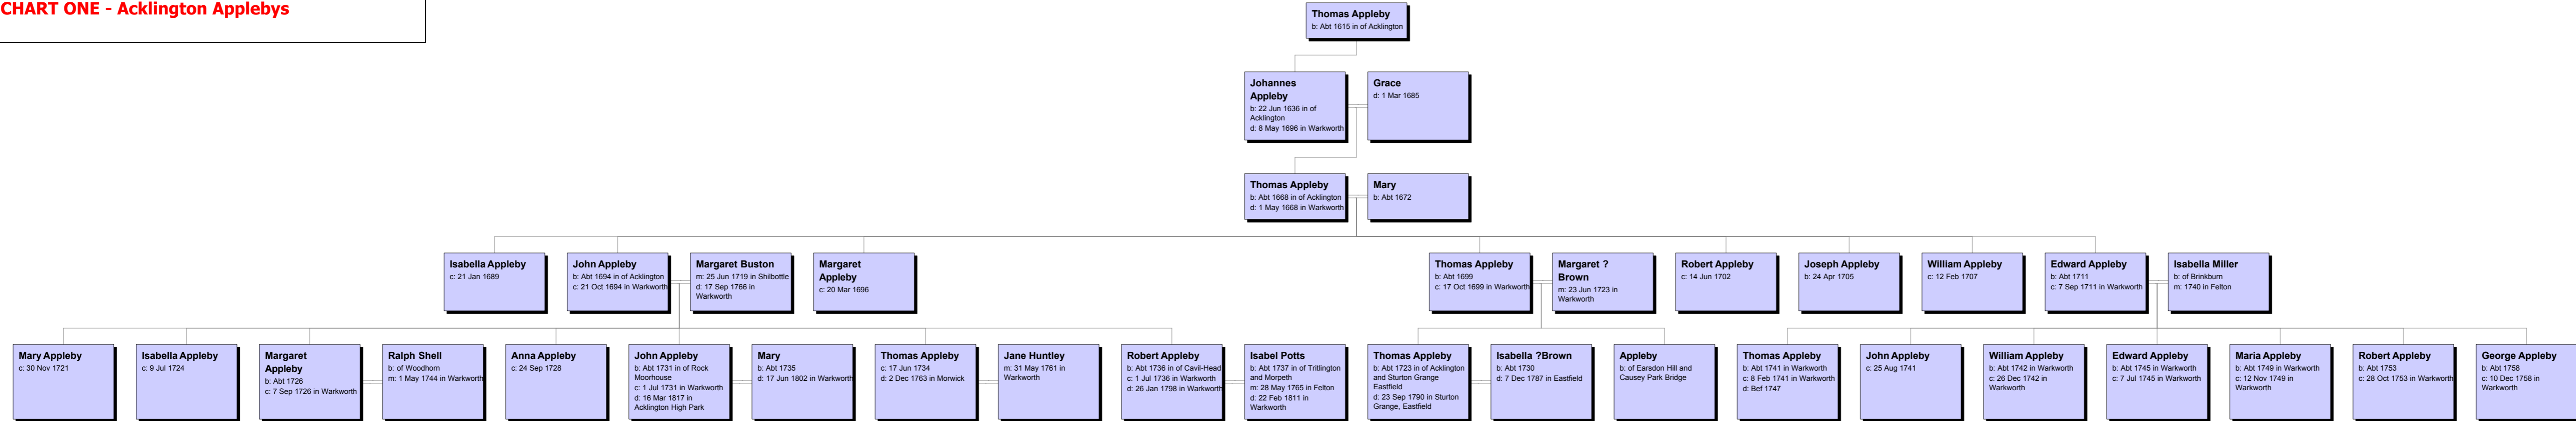 CHART ONE - Acklington Applebys
Thomas Appleby
b: Abt 1615 in of Acklington
Johannes
Appleby
b: 22 Jun 1636 in of
Acklington
d: 8 May 1696 in Warkworth
Grace
d: 1 Mar 1685
Thomas Appleby
b: Abt 1668 in of Acklington
d: 1 May 1668 in Warkworth
Mary
b: Abt 1672
Isabella Appleby
c: 21 Jan 1689
John Appleby
b: Abt 1694 in of Acklington
c: 21 Oct 1694 in Warkworth
Margaret Buston
m: 25 Jun 1719 in Shilbottle
d: 17 Sep 1766 in
Warkworth
Margaret
Appleby
c: 20 Mar 1696
Thomas Appleby
b: Abt 1699
c: 17 Oct 1699 in Warkworth
Margaret ?
Brown
m: 23 Jun 1723 in
Warkworth
Robert Appleby
c: 14 Jun 1702
Joseph Appleby
b: 24 Apr 1705
William Appleby
c: 12 Feb 1707
Edward Appleby
b: Abt 1711
c: 7 Sep 1711 in Warkworth
Isabella Miller
b: of Brinkburn
m: 1740 in Felton
Mary Appleby
c: 30 Nov 1721
Isabella Appleby
c: 9 Jul 1724
Margaret
Appleby
b: Abt 1726
c: 7 Sep 1726 in Warkworth
Ralph Shell
b: of Woodhorn
m: 1 May 1744 in Warkworth
Anna Appleby
c: 24 Sep 1728
John Appleby
b: Abt 1731 in of Rock
Moorhouse
c: 1 Jul 1731 in Warkworth
d: 16 Mar 1817 in
Acklington High Park
Mary
b: Abt 1735
d: 17 Jun 1802 in Warkworth
Thomas Appleby
c: 17 Jun 1734
d: 2 Dec 1763 in Morwick
Jane Huntley
m: 31 May 1761 in
Warkworth
Robert Appleby
b: Abt 1736 in of Cavil-Head
c: 1 Jul 1736 in Warkworth
d: 26 Jan 1798 in Warkworth
Isabel Potts
b: Abt 1737 in of Tritlington
and Morpeth
m: 28 May 1765 in Felton
d: 22 Feb 1811 in
Warkworth
Thomas Appleby
b: Abt 1723 in of Acklington
and Sturton Grange
Eastfield
d: 23 Sep 1790 in Sturton
Grange, Eastfield
Isabella ?Brown
b: Abt 1730
d: 7 Dec 1787 in Eastfield
Appleby
b: of Earsdon Hill and
Causey Park Bridge
Thomas Appleby
b: Abt 1741 in Warkworth
c: 8 Feb 1741 in Warkworth
d: Bef 1747
John Appleby
c: 25 Aug 1741
William Appleby
b: Abt 1742 in Warkworth
c: 26 Dec 1742 in
Warkworth
Edward Appleby
b: Abt 1745 in Warkworth
c: 7 Jul 1745 in Warkworth
Maria Appleby
b: Abt 1749 in Warkworth
c: 12 Nov 1749 in
Warkworth
Robert Appleby
b: Abt 1753
c: 28 Oct 1753 in Warkworth
George Appleby
b: Abt 1758
c: 10 Dec 1758 in
Warkworth